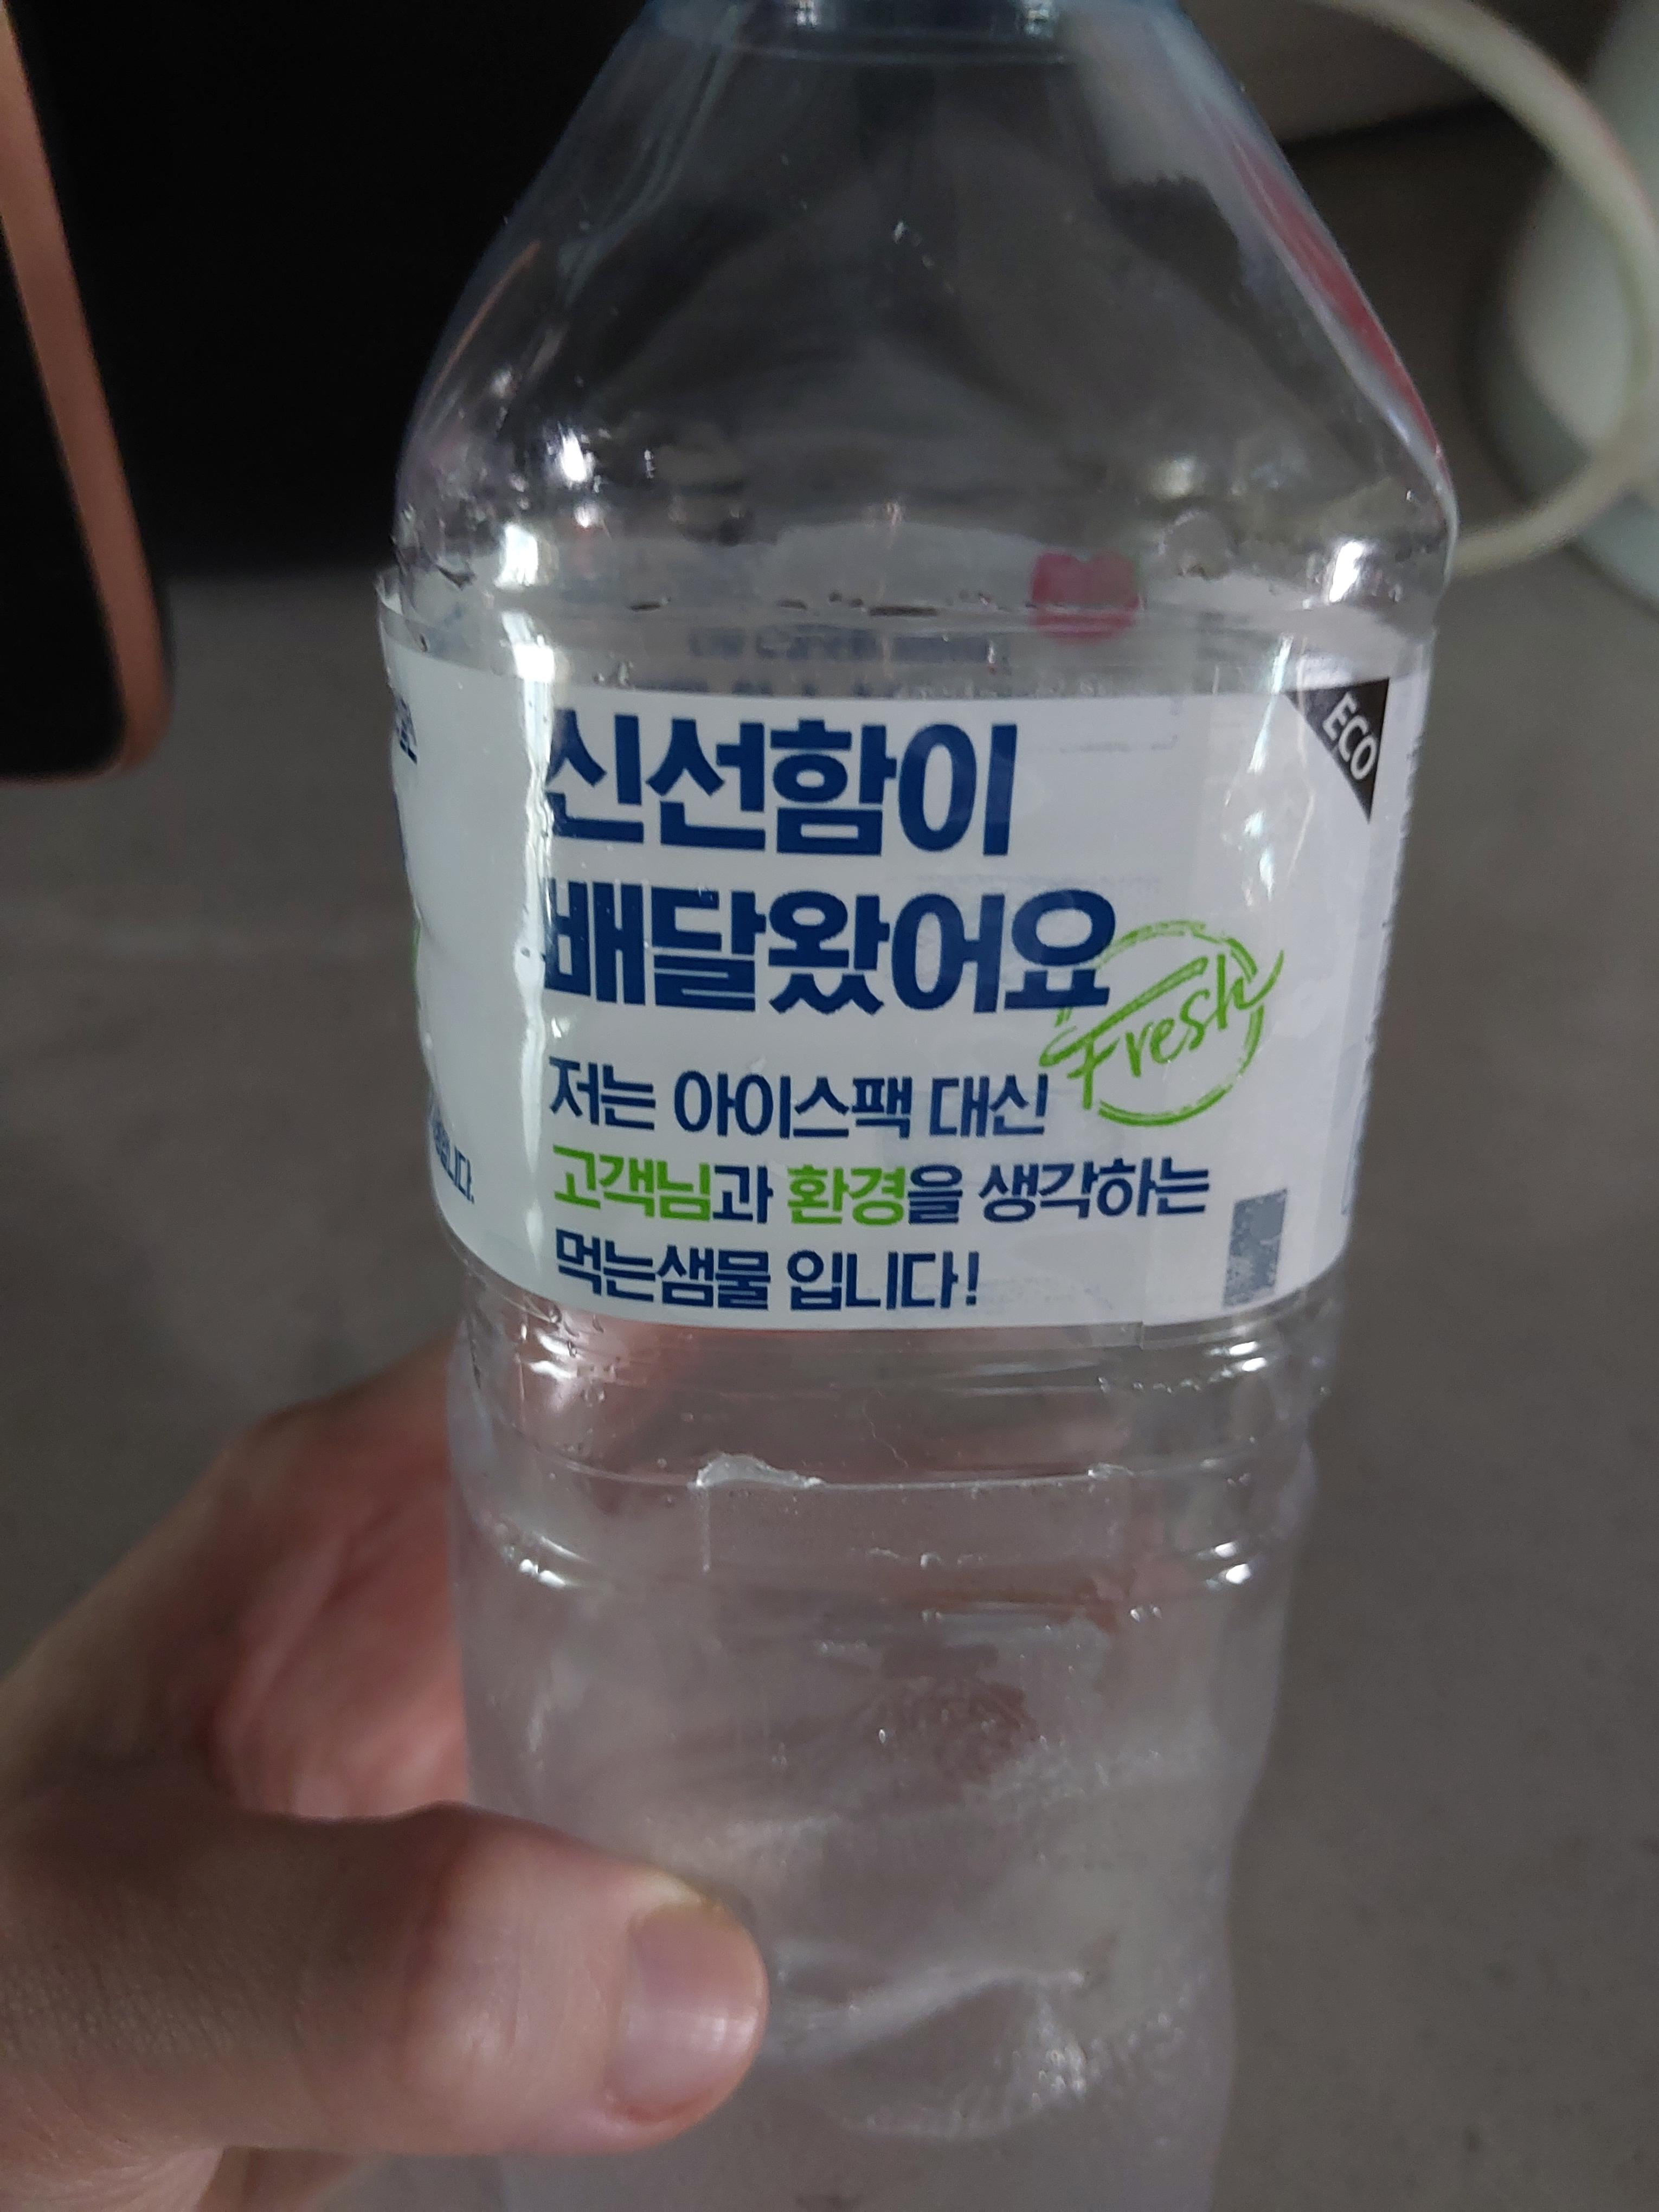 신선함이
배달왔어요
Fresh
저는 아이스팩 대신
고객님과 환경을 생각하는
먹는샘물 입니다!
ECO